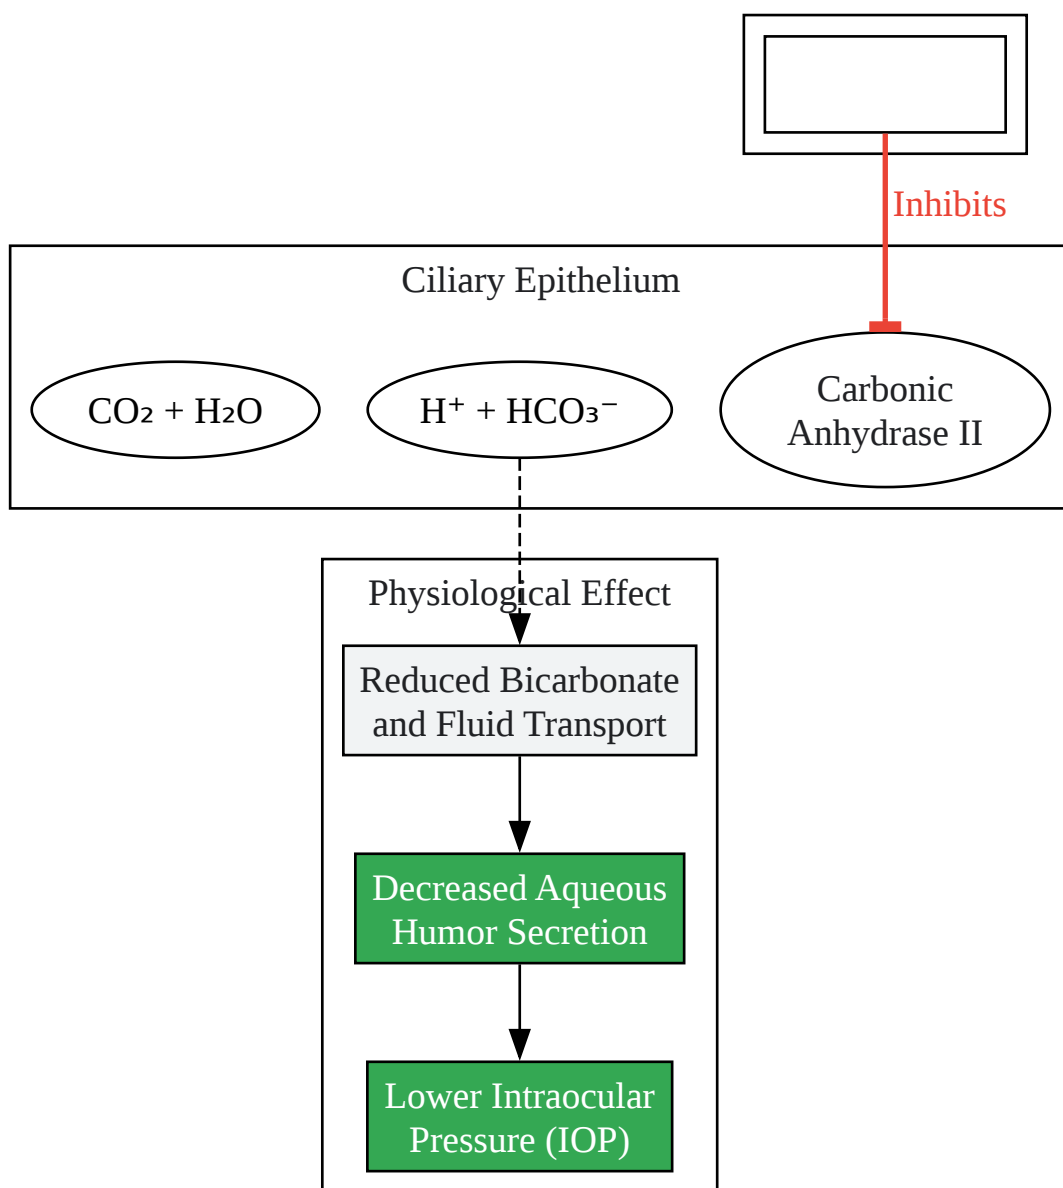 Inhibits
Ciliary Epithelium
CO₂ + H₂O
H⁺ + HCO₃⁻
Carbonic
Anhydrase II
Physiological Effect
Reduced Bicarbonate
and Fluid Transport
Decreased Aqueous
Humor Secretion
Lower Intraocular
Pressure (IOP)